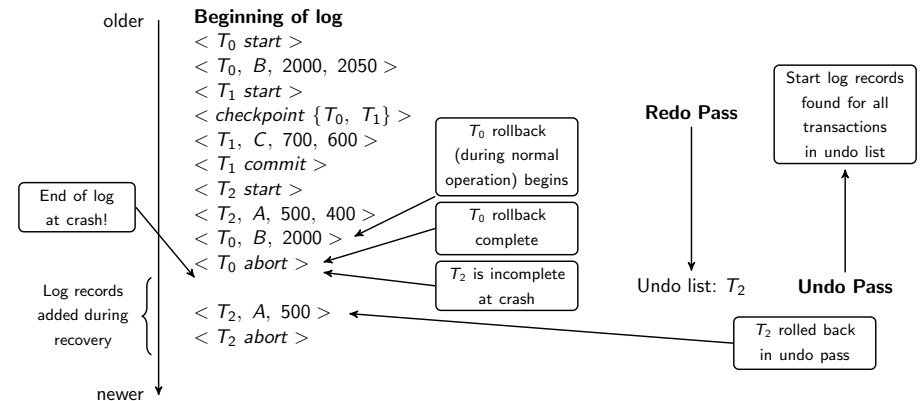 older
Beginning of log
< T₀ start >
< T₀, B, 2000, 2050 >
< T₁ start >
< checkpoint {T₀, T₁} >
< T₁, C, 700, 600 >
< T₁ commit >
< T₂ start >
< T₂, A, 500, 400 >
< T₀, B, 2000 >
< T₀ abort >
< T₂, A, 500 >
< T₂ abort >
newer
End of log
at crash!
Log records
added during
recovery
T₀ rollback
(during normal
operation) begins
T₀ rollback
complete
T₂ is incomplete
at crash
Redo Pass
Undo list: T₂
Start log records
found for all
transactions
in undo list
Undo Pass
T₂ rolled back
in undo pass